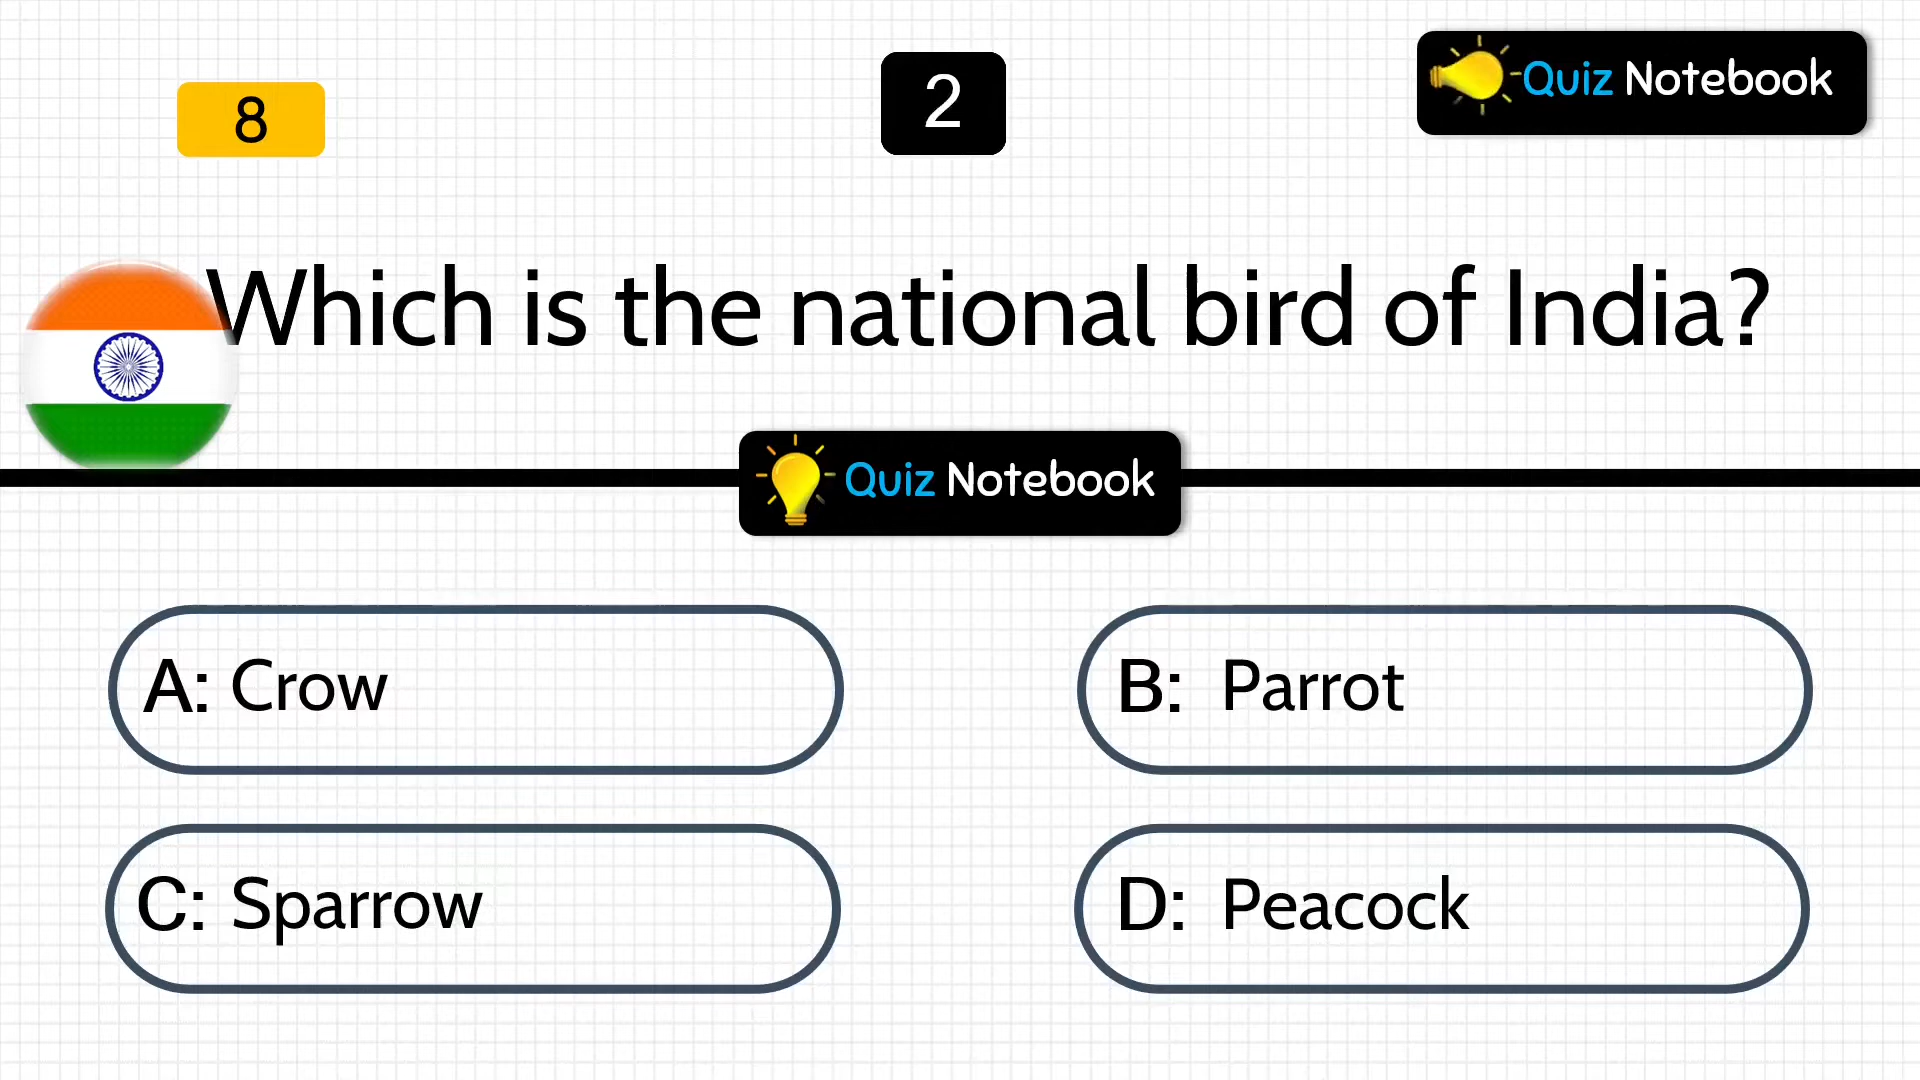 8
2
Quiz Notebook
Which is the national bird of India?
Quiz Notebook
A: Crow
B: Parrot
C: Sparrow
D: Peacock